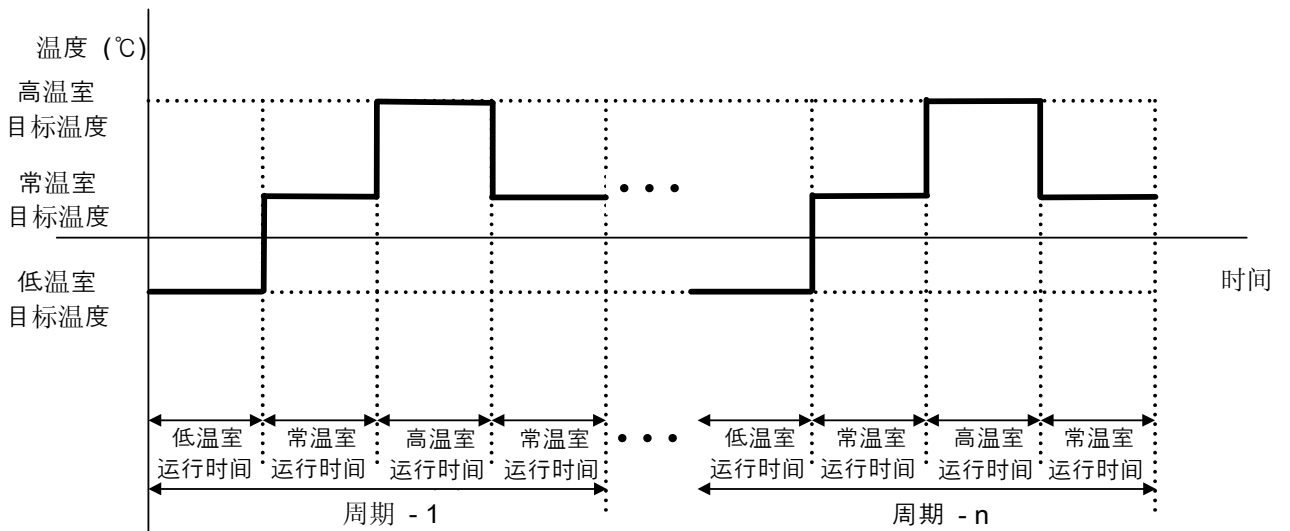 温度 (℃)
高温室
目标温度
常温室
目标温度
低温室
目标温度
时间
低温室 常温室 高温室 常温室 低温室 常温室 高温室 常温室
运行时间 运行时间 运行时间 运行时间 运行时间 运行时间 运行时间 运行时间
周期 - 1 周期 - n